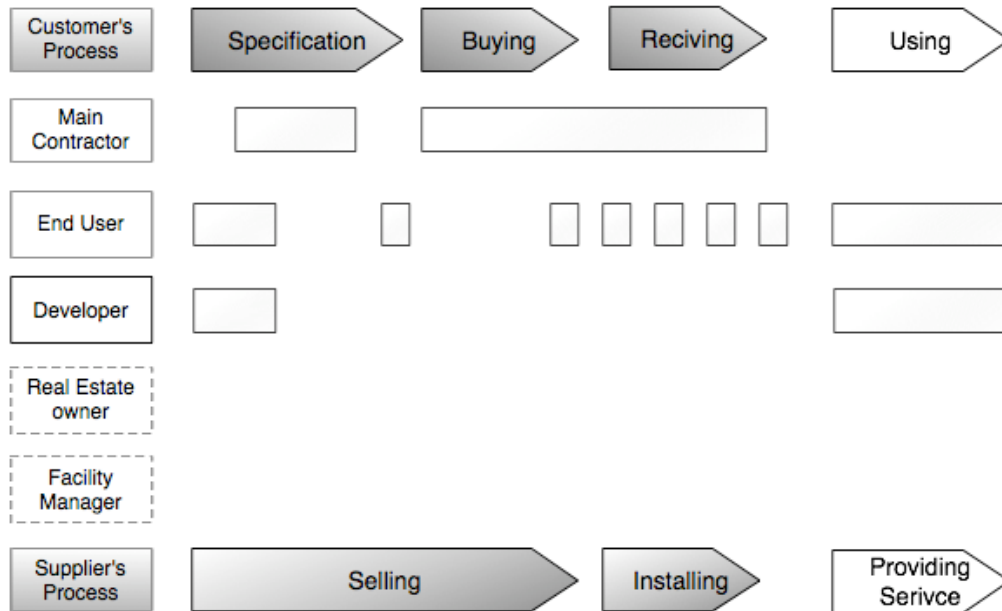 Customer's
Process
Specification
Buying
Reciving
Using
Main
Contractor
End User
Developer
Real Estate
owner
Facility
Manager
Supplier's
Process
Selling
Installing
Providing
Serivce